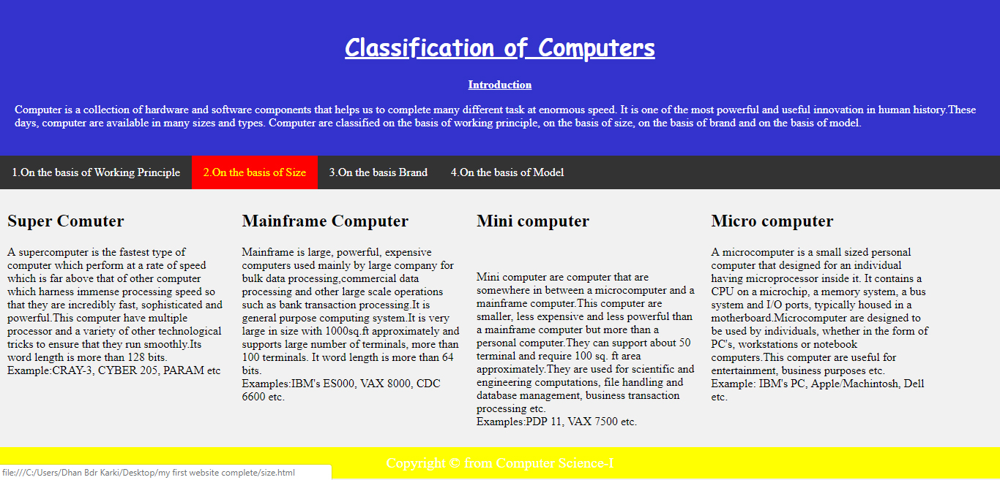 Classification of Computers
Introduction
Computer is a collection of hardware and software components that helps us to complete many different task at enormous speed. It is one of the most powerful and useful innovation in human history.These
days, computer are available in many sizes and types. Computer are classified on the basis of working principle, on the basis of size, on the basis of brand and on the basis of model.
1.On the basis of Working Principle 2.On the basis of Size 3.On the basis Brand 4.On the basis of Model
Super Comuter
A supercomputer is the fastest type of
computer which perform at a rate of speed
which is far above that of other computer
which harness immense processing speed so
that they are incredibly fast, sophisticated and
powerful.This computer have multiple
processor and a variety of other technological
tricks to ensure that they run smoothly.Its
word length is more than 128 bits.
Example:CRAY-3, CYBER 205, PARAM etc
Mainframe Computer
Mainframe is large, powerful, expensive
computers used mainly by large company for
bulk data processing,commercial data
processing and other large scale operations
such as bank transaction processing.It is
general purpose computing system.It is very
large in size with 1000sq.ft approximately and
supports large number of terminals, more than
100 terminals. It word length is more than 64
bits.
Examples:IBM's ES000, VAX 8000, CDC
6600 etc.
Mini computer
Mini computer are computer that are
somewhere in between a microcomputer and a
mainframe computer.This computer are
smaller, less expensive and less powerful than
a mainframe computer but more than a
personal computer.They can support about 50
terminal and require 100 sq. ft area
approximately.They are used for scientific and
engineering computations, file handling and
database management, business transaction
processing etc.
Examples:PDP 11, VAX 7500 etc.
Micro computer
A microcomputer is a small sized personal
computer that designed for an individual
having microprocessor inside it. It contains a
CPU on a microchip, a memory system, a bus
system and I/O ports, typically housed in a
motherboard.Microcomputer are designed to
be used by individuals, whether in the form of
PC's, workstations or notebook
computers.This computer are useful for
entertainment, business purposes etc.
Example: IBM's PC, Apple/Machintosh, Dell
etc.
Copyright © from Computer Science-I
file:///C:/Users/Dhan Bdr Karki/Desktop/my first website complete/size.html